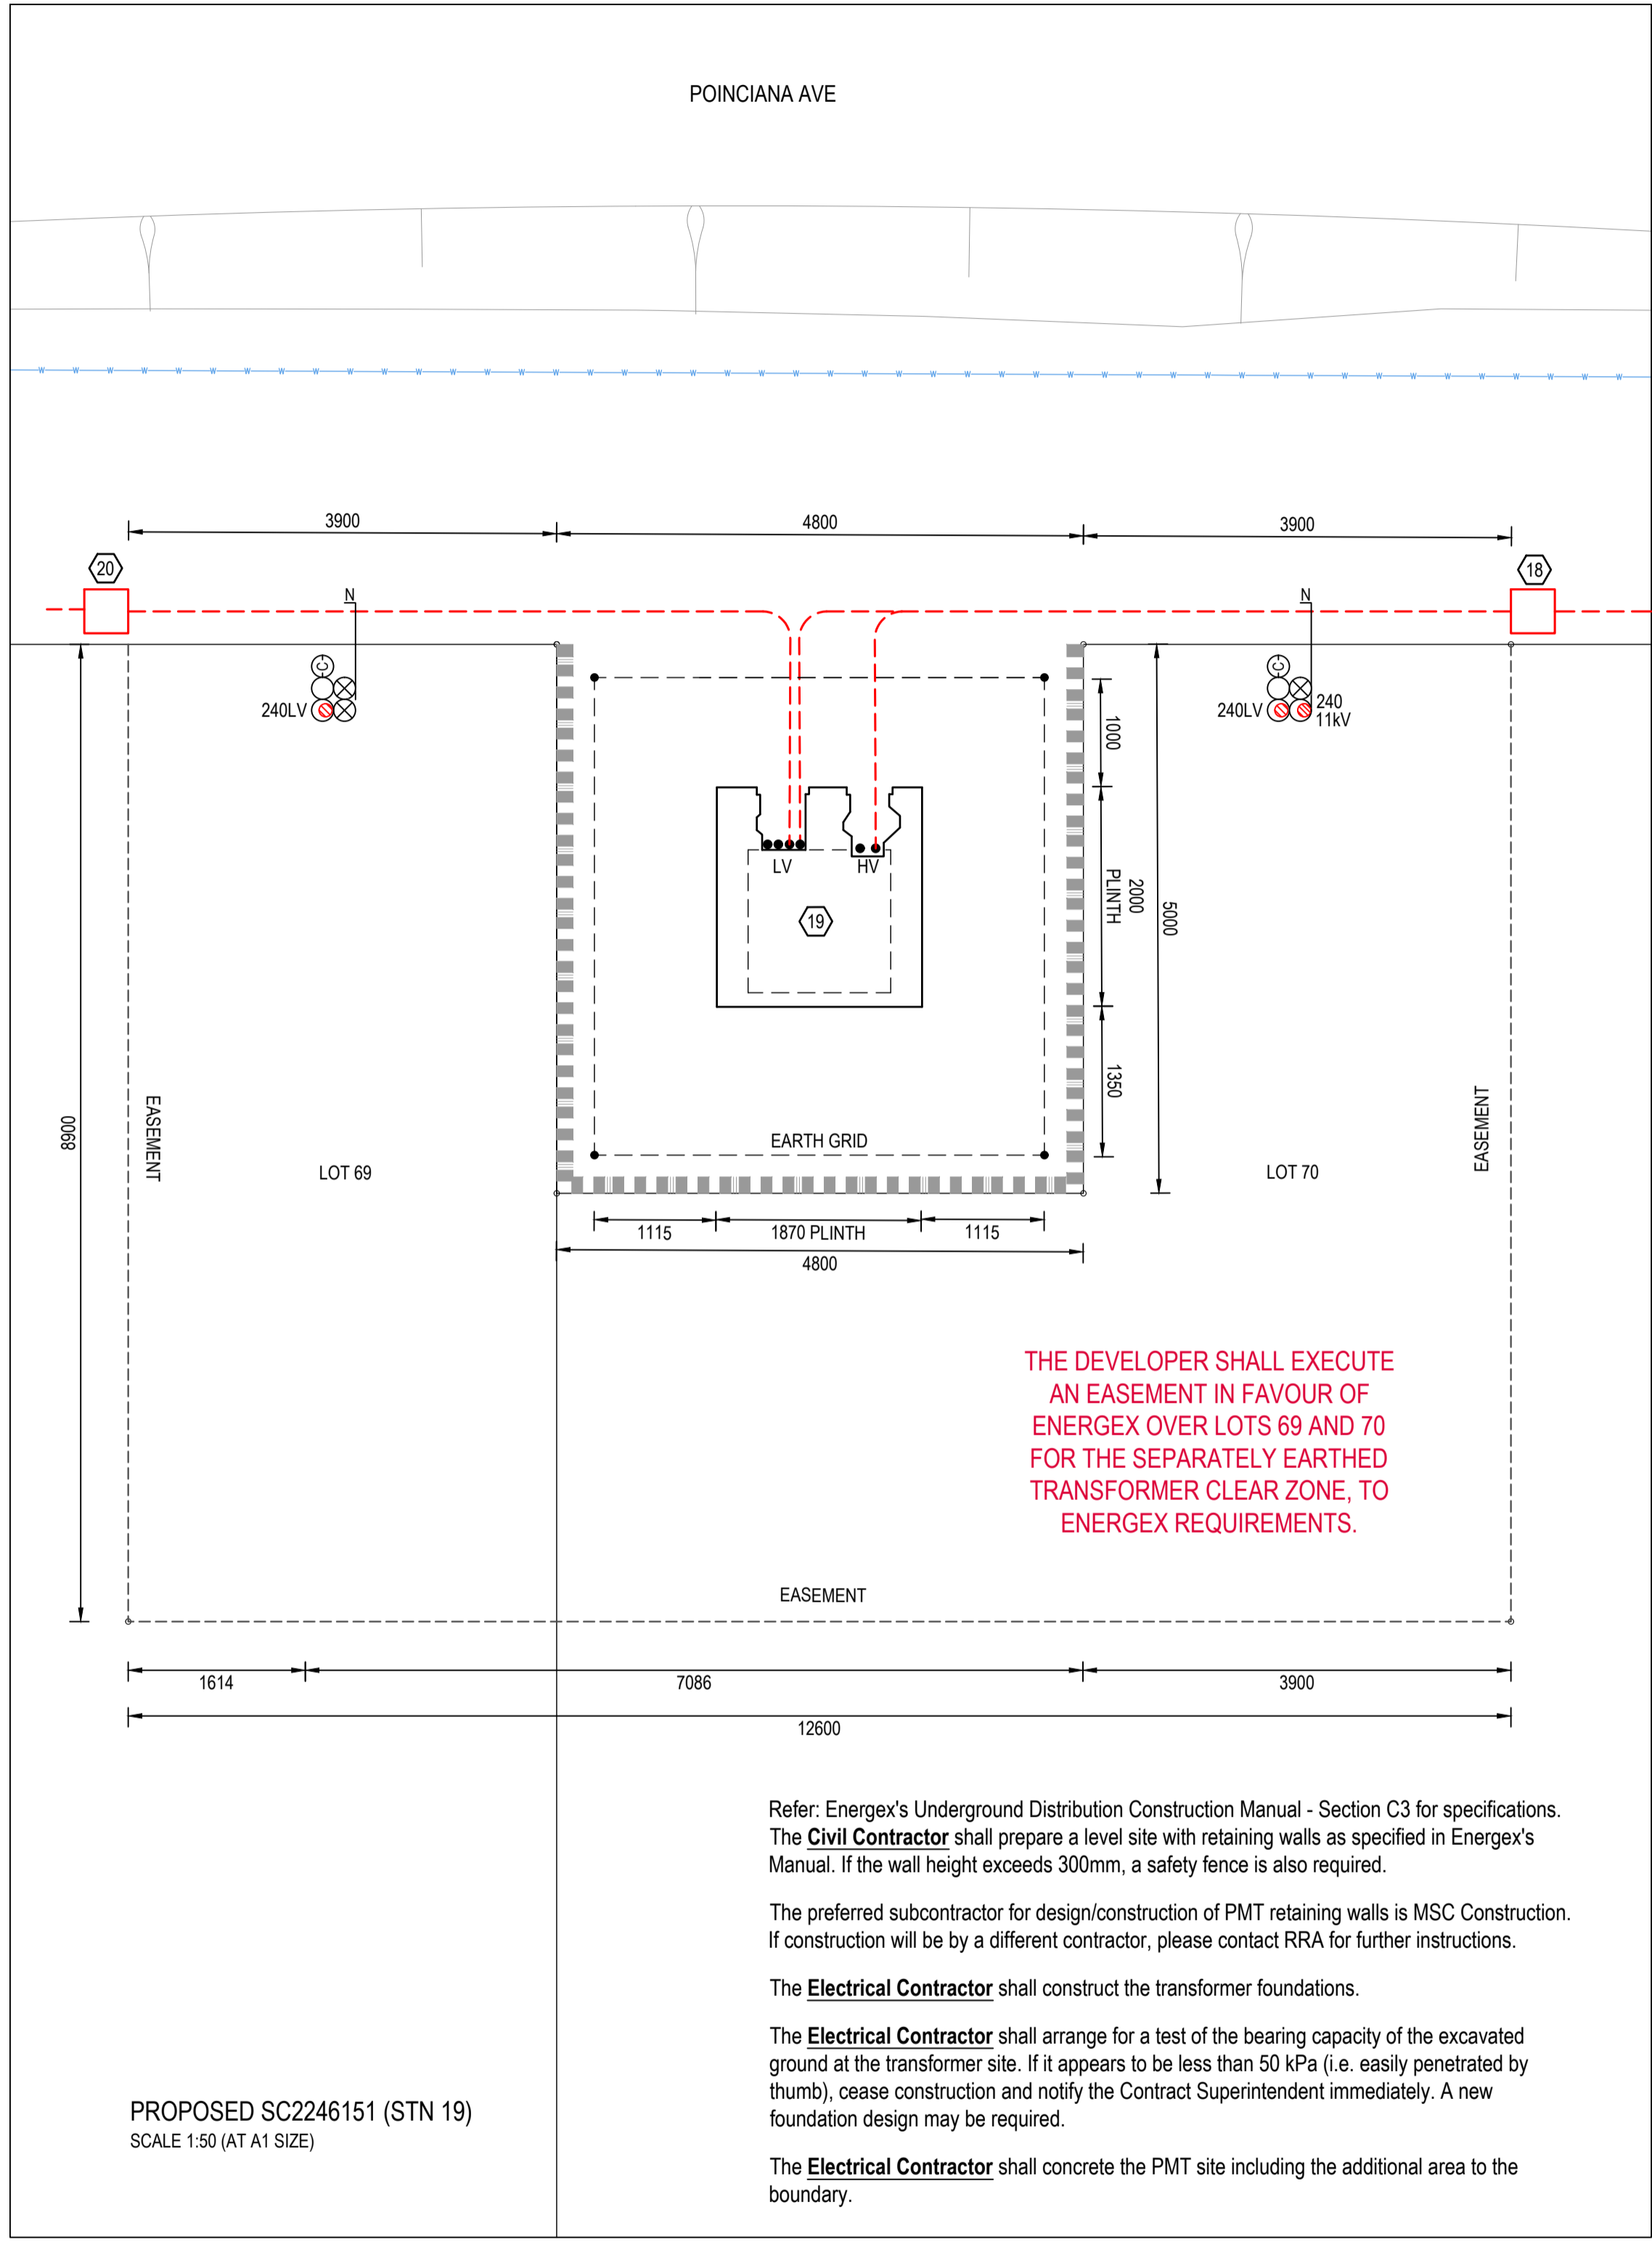 POINCIANA AVE
W W W W W W W W W W W W W W W W W W W W W W W W W W W W W W W W W W W W W W W W W W W W W W W
3900
4800
3900
20
18
N
N
C
C
240LV
240LV
240
11kV
1000
LV
HV
2000
PLINTH
5000
19
1350
8900
EASEMENT
EASEMENT
EARTH GRID
LOT 69
LOT 70
1115
1870 PLINTH
1115
4800
THE DEVELOPER SHALL EXECUTE
AN EASEMENT IN FAVOUR OF
ENERGEX OVER LOTS 69 AND 70
FOR THE SEPARATELY EARTHED
TRANSFORMER CLEAR ZONE, TO
ENERGEX REQUIREMENTS.
EASEMENT
1614
7086
3900
12600
Refer: Energex's Underground Distribution Construction Manual - Section C3 for specifications.
The Civil Contractor shall prepare a level site with retaining walls as specified in Energex's
Manual. If the wall height exceeds 300mm, a safety fence is also required.
The preferred subcontractor for design/construction of PMT retaining walls is MSC Construction.
If construction will be by a different contractor, please contact RRA for further instructions.
The Electrical Contractor shall construct the transformer foundations.
The Electrical Contractor shall arrange for a test of the bearing capacity of the excavated
ground at the transformer site. If it appears to be less than 50 kPa (i.e. easily penetrated by
thumb), cease construction and notify the Contract Superintendent immediately. A new
foundation design may be required.
The Electrical Contractor shall concrete the PMT site including the additional area to the
boundary.
PROPOSED SC2246151 (STN 19)
SCALE 1:50 (AT A1 SIZE)